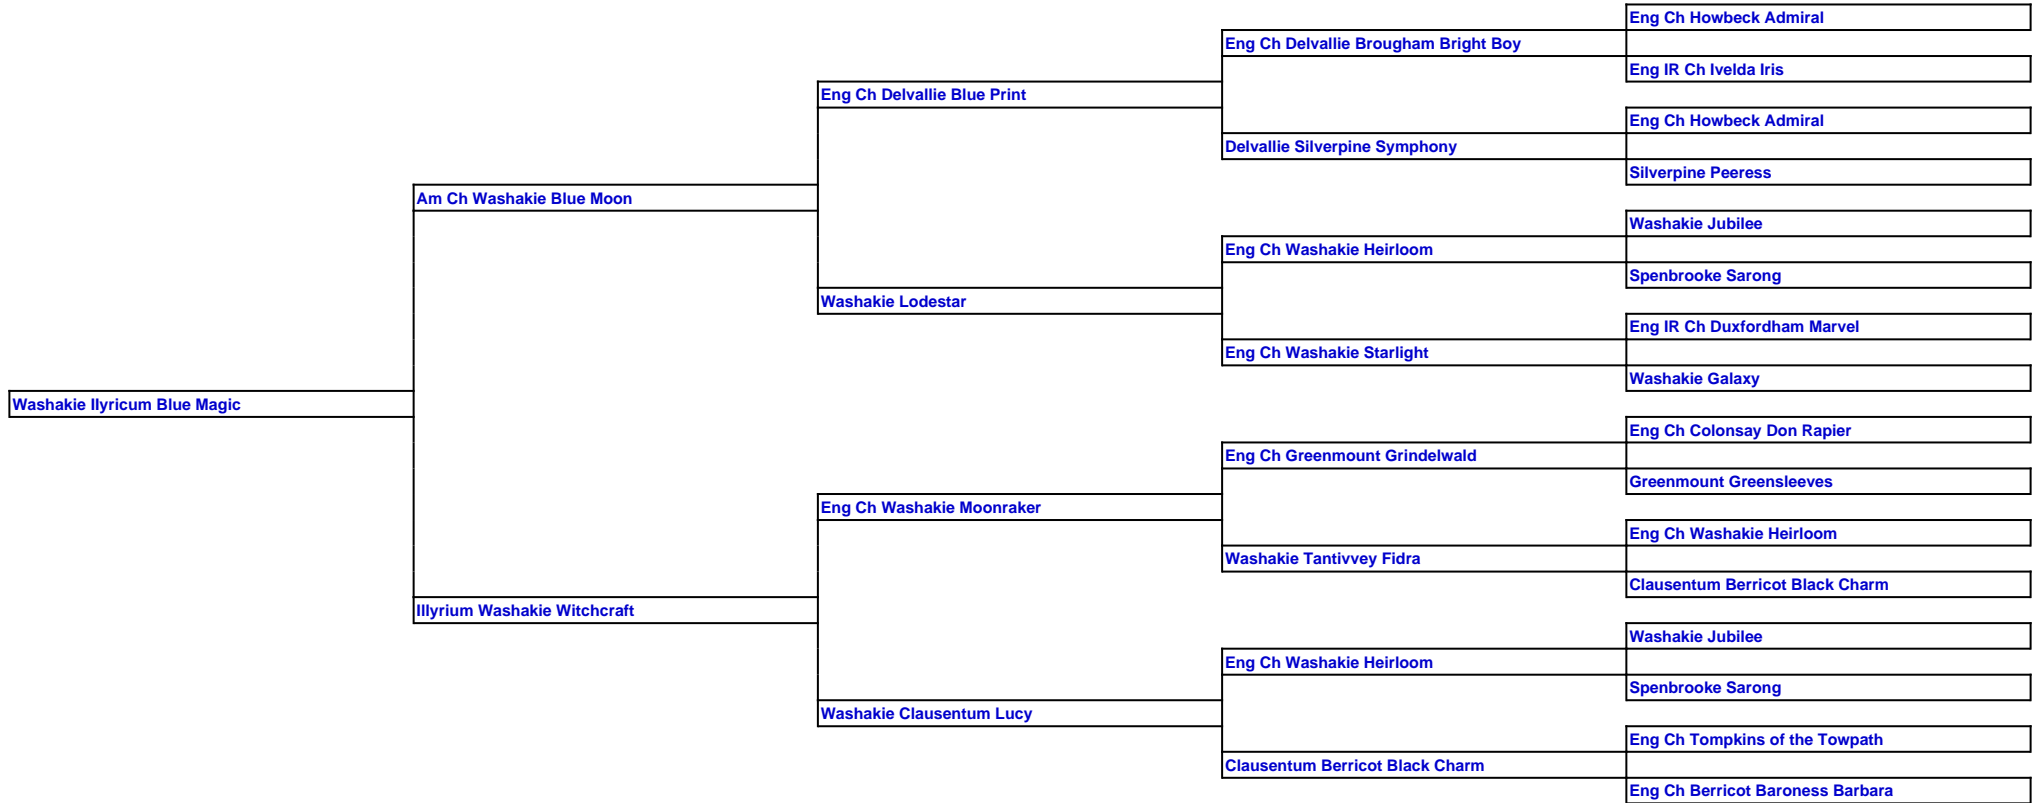 Eng Ch Howbeck Admiral
Eng Ch Delvallie Brougham Bright Boy
Eng IR Ch Ivelda Iris
Eng Ch Delvallie Blue Print
Eng Ch Howbeck Admiral
Delvallie Silverpine Symphony
Silverpine Peeress
Am Ch Washakie Blue Moon
Washakie Jubilee
Eng Ch Washakie Heirloom
Spenbrooke Sarong
Washakie Lodestar
Eng IR Ch Duxfordham Marvel
Eng Ch Washakie Starlight
Washakie Galaxy
Washakie Ilyricum Blue Magic
Eng Ch Colonsay Don Rapier
Eng Ch Greenmount Grindelwald
Greenmount Greensleeves
Eng Ch Washakie Moonraker
Eng Ch Washakie Heirloom
Washakie Tantivvey Fidra
Clausentum Berricot Black Charm
Illyrium Washakie Witchcraft
Washakie Jubilee
Eng Ch Washakie Heirloom
Spenbrooke Sarong
Washakie Clausentum Lucy
Eng Ch Tompkins of the Towpath
Clausentum Berricot Black Charm
Eng Ch Berricot Baroness Barbara